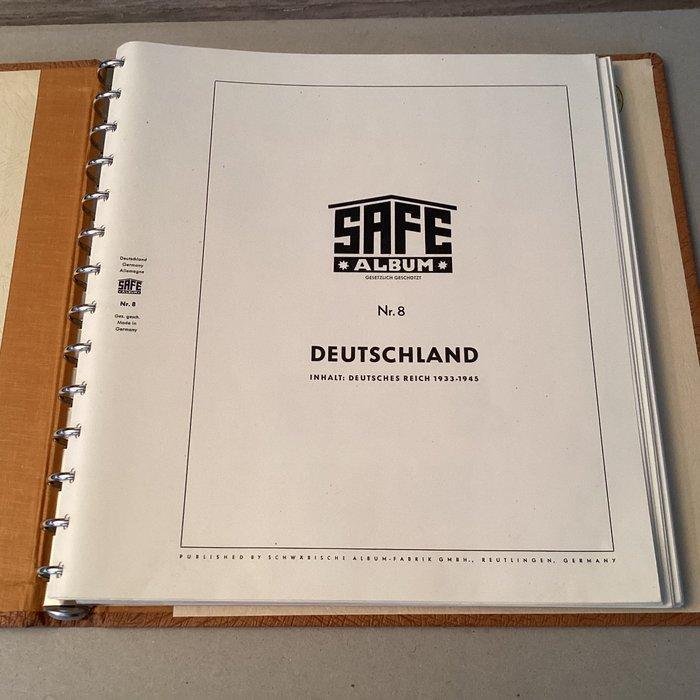 SAFE
ALBUM
GESETZLICH GESCHÜTZT
Nr. 8
DEUTSCHLAND
INHALT: DEUTSCHES REICH 1933-1945
Deutschland
Germany
Allemagne
SAFE
ALBUM
Nr. 8
Ges. gesch.
Made in
Germany
PUBLISHED BY SCHWÄBISCHE ALBUM-FABRIK GMBH., REUTLINGEN, GERMANY